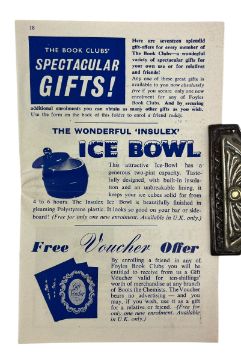 18
THE BOOK CLUBS'
SPECTACULAR
GIFTS!
Here are seventeen splendid
gift-offers for every member of
The Book Clubs—a wonderful
variety of spectacular gifts for
your own use or for relatives
and friends!
Any one of these great gifts is
available to you now absolutely
free if you secure only one new
enrolment for any of Foyles
Book Clubs. And by securing
additional enrolments you can obtain as many other gifts as you wish.
Use the form on the back of this folder to enrol a friend today.
THE WONDERFUL 'INSULEX'
ICE BOWL
This attractive Ice-Bowl has a
generous two-pint capacity. Taste-
fully designed, with built-in insula-
tion and an unbreakable lining, it
keeps your ice cubes solid for from
4 to 6 hours. The Insulex Ice Bowl is beautifully finished in
gleaming Polystyrene plastic. It looks so good on your bar or side-
board! (Free for only one new enrolment. Available in U.K. only.)
Free Voucher Offer
By enrolling a friend in any of
Foyles Book Clubs you will be
entitled to receive from us a Gift
Voucher valid for ten-shillings'
worth of merchandise at any branch
of Boots the Chemists. The Voucher
bears no advertising — and you
may, if you wish, use it as a gift
for a relative or friend. (Free for
only one new enrolment. Available
in U.K. only.)